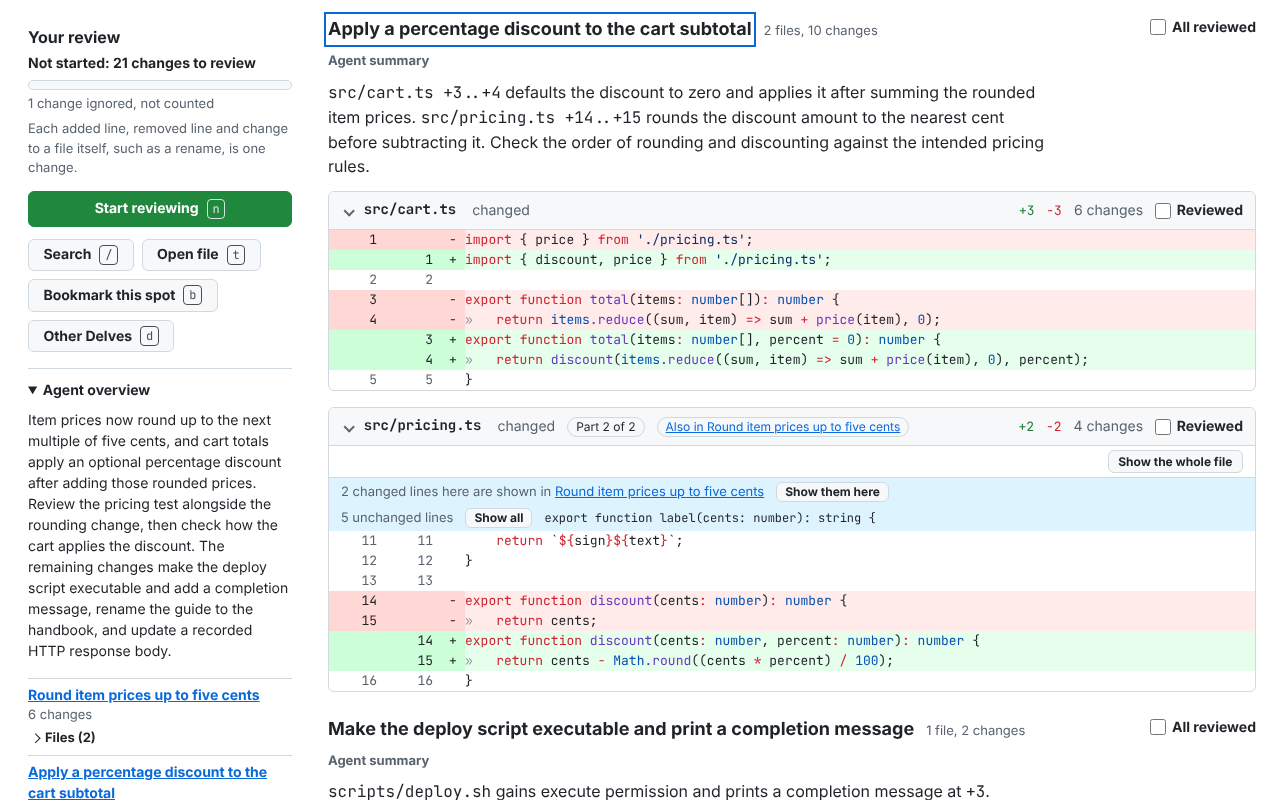 Your review
Not started: 21 changes to review
1 change ignored, not counted
Each added line, removed line and change
to a file itself, such as a rename, is one
change.
Start reviewing n
Search / Open file t
Bookmark this spot b
Other Delves d
Agent overview
Item prices now round up to the next
multiple of five cents, and cart totals
apply an optional percentage discount
after adding those rounded prices.
Review the pricing test alongside the
rounding change, then check how the
cart applies the discount. The
remaining changes make the deploy
script executable and add a completion
message, rename the guide to the
handbook, and update a recorded
HTTP response body.
Round item prices up to five cents
6 changes
Files (2)
Apply a percentage discount to the
cart subtotal
Apply a percentage discount to the cart subtotal 2 files, 10 changes All reviewed
Agent summary
src/cart.ts +3..+4 defaults the discount to zero and applies it after summing the rounded
item prices. src/pricing.ts +14..+15 rounds the discount amount to the nearest cent
before subtracting it. Check the order of rounding and discounting against the intended pricing
rules.
src/cart.ts changed +3 -3 6 changes Reviewed
1 - import { price } from './pricing.ts';
1 + import { discount, price } from './pricing.ts';
2 2
3 - export function total(items: number[]): number {
4 - » return items.reduce((sum, item) => sum + price(item), 0);
3 + export function total(items: number[], percent = 0): number {
4 + » return discount(items.reduce((sum, item) => sum + price(item), 0), percent);
5 5 }
src/pricing.ts changed Part 2 of 2 Also in Round item prices up to five cents +2 -2 4 changes Reviewed
Show the whole file
2 changed lines here are shown in Round item prices up to five cents Show them here
5 unchanged lines Show all export function label(cents: number): string {
11 11 return `${sign}${text}`;
12 12 }
13 13
14 - export function discount(cents: number): number {
15 - » return cents;
14 + export function discount(cents: number, percent: number): number {
15 + » return cents - Math.round((cents * percent) / 100);
16 16 }
Make the deploy script executable and print a completion message 1 file, 2 changes All reviewed
Agent summary
scripts/deploy.sh gains execute permission and prints a completion message at +3.